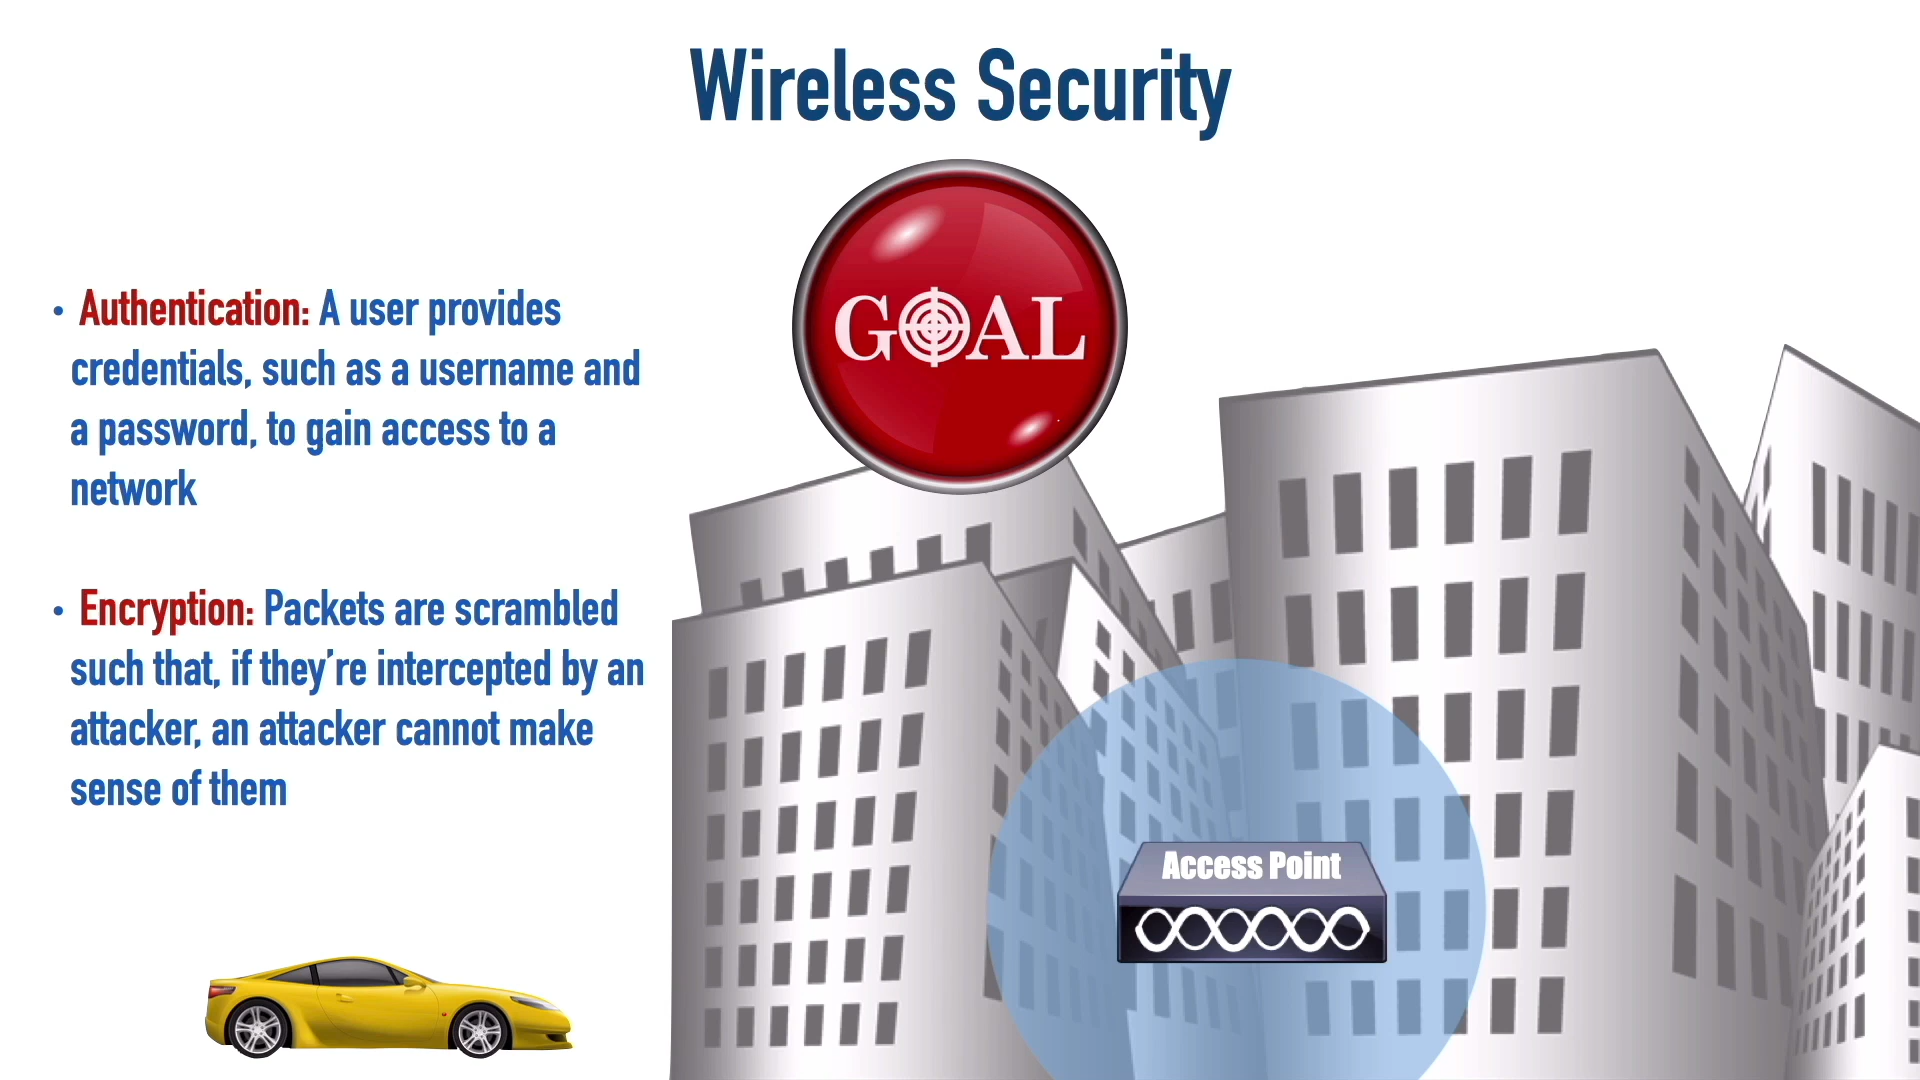 Wireless Security
GOAL
• Authentication: A user provides
credentials, such as a username and
a password, to gain access to a
network
• Encryption: Packets are scrambled
such that, if they’re intercepted by an
attacker, an attacker cannot make
sense of them
Access Point